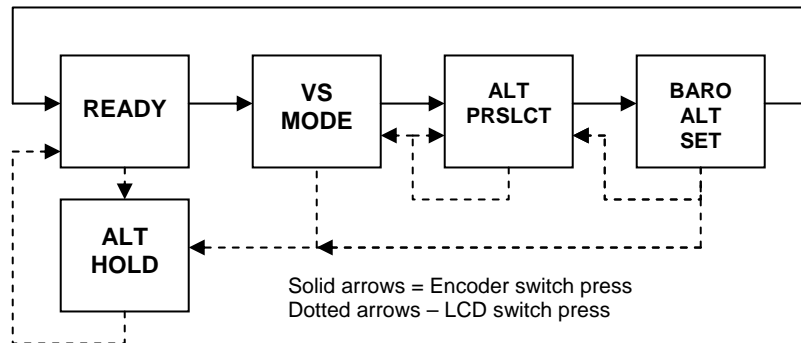 READY
VS
MODE
ALT
PRSLCT
BARO
ALT
SET
ALT
HOLD
Solid arrows = Encoder switch press
Dotted arrows – LCD switch press